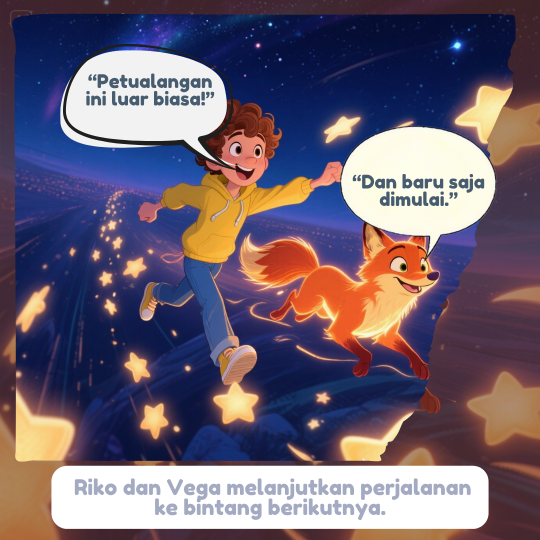 “Petualangan
ini luar biasa!”
“Dan baru saja
dimulai.”
Riko dan Vega melanjutkan perjalanan
ke bintang berikutnya.